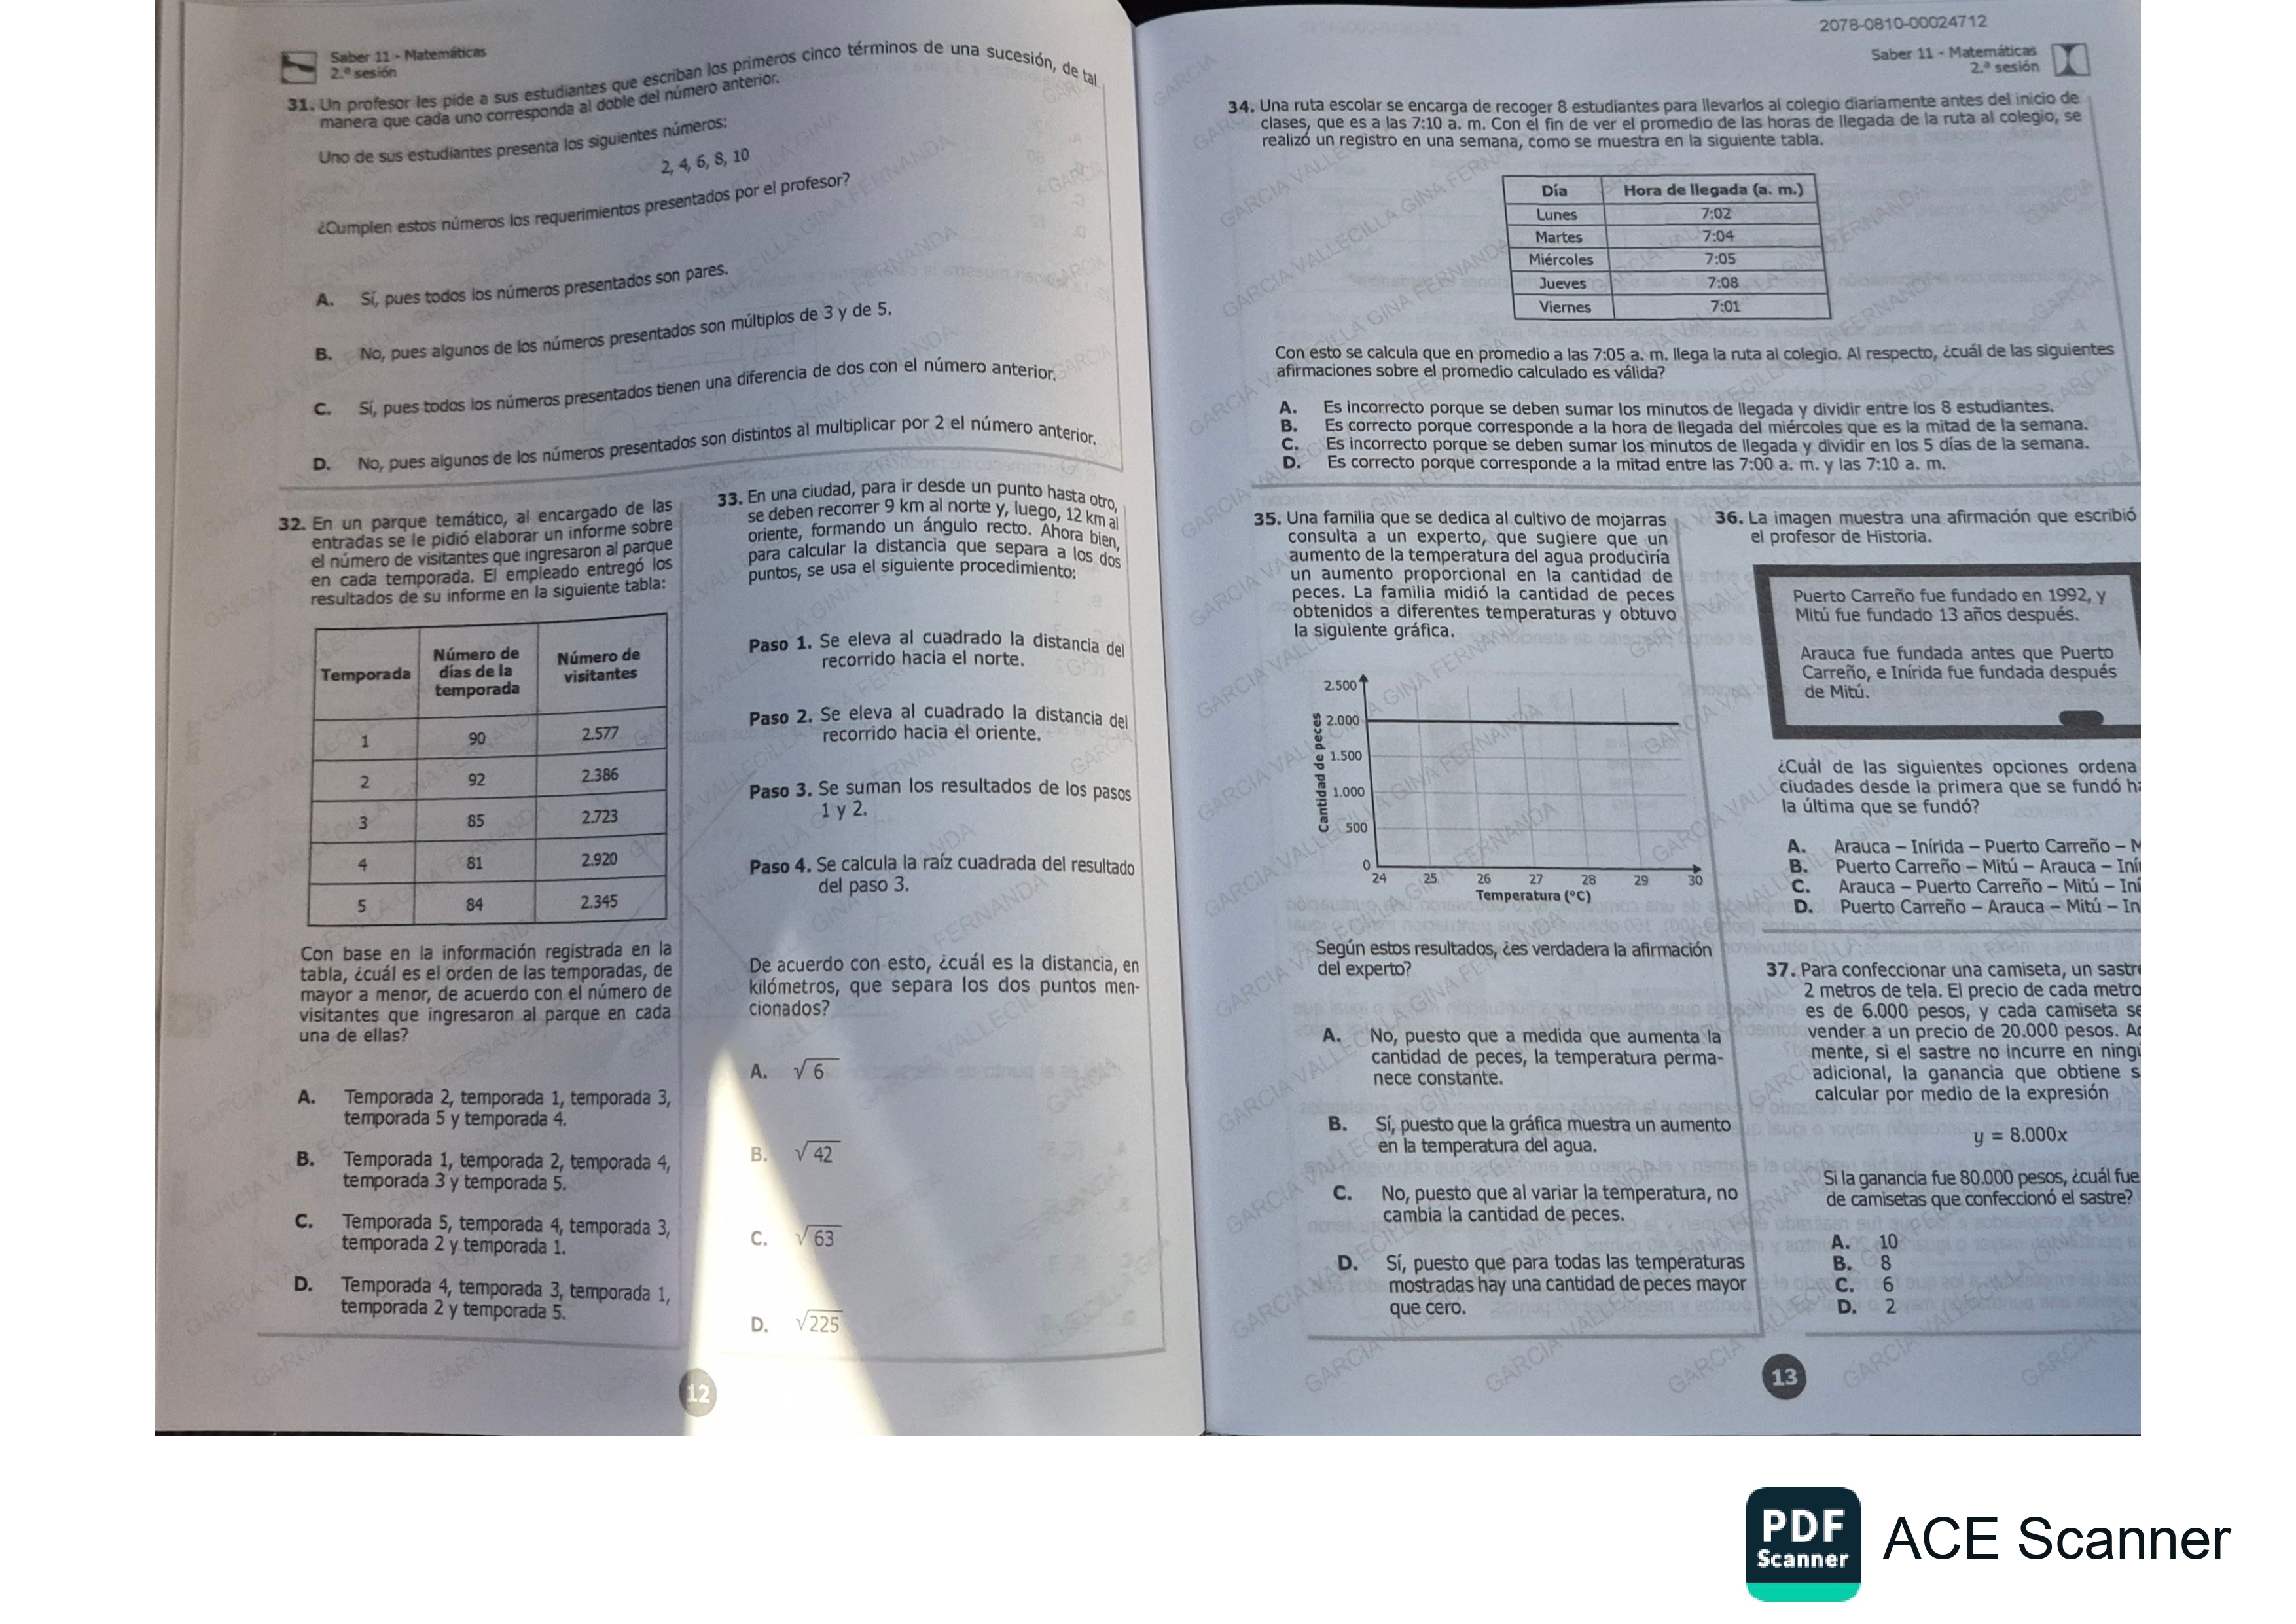 Saber 11 - Matemáticas
2.ª sesión
31. Un profesor les pide a sus estudiantes que escriban los primeros cinco términos de una sucesión, de tal
manera que cada uno corresponda al doble del número anterior.
Uno de sus estudiantes presenta los siguientes números:
2, 4, 6, 8, 10
¿Cumplen estos números los requerimientos presentados por el profesor?
A. Sí, pues todos los números presentados son pares.
B. No, pues algunos de los números presentados son múltiplos de 3 y de 5.
C. Sí, pues todos los números presentados tienen una diferencia de dos con el número anterior.
D. No, pues algunos de los números presentados son distintos al multiplicar por 2 el número anterior.
32. En un parque temático, al encargado de las
entradas se le pidió elaborar un informe sobre
el número de visitantes que ingresaron al parque
en cada temporada. El empleado entregó los
resultados de su informe en la siguiente tabla:
Temporada Número de días de la temporada Número de visitantes
1 90 2.577
2 92 2.386
3 85 2.723
4 81 2.920
5 84 2.345
Con base en la información registrada en la
tabla, ¿cuál es el orden de las temporadas, de
mayor a menor, de acuerdo con el número de
visitantes que ingresaron al parque en cada
una de ellas?
A. Temporada 2, temporada 1, temporada 3,
temporada 5 y temporada 4.
B. Temporada 1, temporada 2, temporada 4,
temporada 3 y temporada 5.
C. Temporada 5, temporada 4, temporada 3,
temporada 2 y temporada 1.
D. Temporada 4, temporada 3, temporada 1,
temporada 2 y temporada 5.
33. En una ciudad, para ir desde un punto hasta otro,
se deben recorrer 9 km al norte y, luego, 12 km al
oriente, formando un ángulo recto. Ahora bien,
para calcular la distancia que separa a los dos
puntos, se usa el siguiente procedimiento:
Paso 1. Se eleva al cuadrado la distancia del
recorrido hacia el norte.
Paso 2. Se eleva al cuadrado la distancia del
recorrido hacia el oriente.
Paso 3. Se suman los resultados de los pasos
1 y 2.
Paso 4. Se calcula la raíz cuadrada del resultado
del paso 3.
De acuerdo con esto, ¿cuál es la distancia, en
kilómetros, que separa los dos puntos men-
cionados?
A. √6
B. √42
C. √63
D. √225
12
2078-0810-00024712
Saber 11 - Matemáticas
2.ª sesión
34. Una ruta escolar se encarga de recoger 8 estudiantes para llevarlos al colegio diariamente antes del inicio de
clases, que es a las 7:10 a. m. Con el fin de ver el promedio de las horas de llegada de la ruta al colegio, se
realizó un registro en una semana, como se muestra en la siguiente tabla.
Día Hora de llegada (a. m.)
Lunes 7:02
Martes 7:04
Miércoles 7:05
Jueves 7:08
Viernes 7:01
Con esto se calcula que en promedio a las 7:05 a. m. llega la ruta al colegio. Al respecto, ¿cuál de las siguientes
afirmaciones sobre el promedio calculado es válida?
A. Es incorrecto porque se deben sumar los minutos de llegada y dividir entre los 8 estudiantes.
B. Es correcto porque corresponde a la hora de llegada del miércoles que es la mitad de la semana.
C. Es incorrecto porque se deben sumar los minutos de llegada y dividir en los 5 días de la semana.
D. Es correcto porque corresponde a la mitad entre las 7:00 a. m. y las 7:10 a. m.
35. Una familia que se dedica al cultivo de mojarras
consulta a un experto, que sugiere que un
aumento de la temperatura del agua produciría
un aumento proporcional en la cantidad de
peces. La familia midió la cantidad de peces
obtenidos a diferentes temperaturas y obtuvo
la siguiente gráfica.
Cantidad de peces
2.500
2.000
1.500
1.000
500
0
24 25 26 27 28 29 30
Temperatura (°C)
Según estos resultados, ¿es verdadera la afirmación
del experto?
A. No, puesto que a medida que aumenta la
cantidad de peces, la temperatura perma-
nece constante.
B. Sí, puesto que la gráfica muestra un aumento
en la temperatura del agua.
C. No, puesto que al variar la temperatura, no
cambia la cantidad de peces.
D. Sí, puesto que para todas las temperaturas
mostradas hay una cantidad de peces mayor
que cero.
36. La imagen muestra una afirmación que escribió
el profesor de Historia.
Puerto Carreño fue fundado en 1992, y
Mitú fue fundado 13 años después.
Arauca fue fundada antes que Puerto
Carreño, e Inírida fue fundada después
de Mitú.
¿Cuál de las siguientes opciones ordena
ciudades desde la primera que se fundó
la última que se fundó?
A. Arauca – Inírida – Puerto Carreño –
B. Puerto Carreño – Mitú – Arauca –
C. Arauca – Puerto Carreño – Mitú –
D. Puerto Carreño – Arauca – Mitú –
37. Para confeccionar una camiseta, un
2 metros de tela. El precio de cada metro
es de 6.000 pesos, y cada camiseta
vender a un precio de 20.000 pesos.
mente, si el sastre no incurre en
adicional, la ganancia que obtiene
calcular por medio de la expresión
y = 8.000x
Si la ganancia fue 80.000 pesos, ¿cuál fue
de camisetas que confeccionó el sastre?
A. 10
B. 8
C. 6
D. 2
13
GARCIA VALLECILLA GINA FERNANDA
PDF
Scanner
ACE Scanner